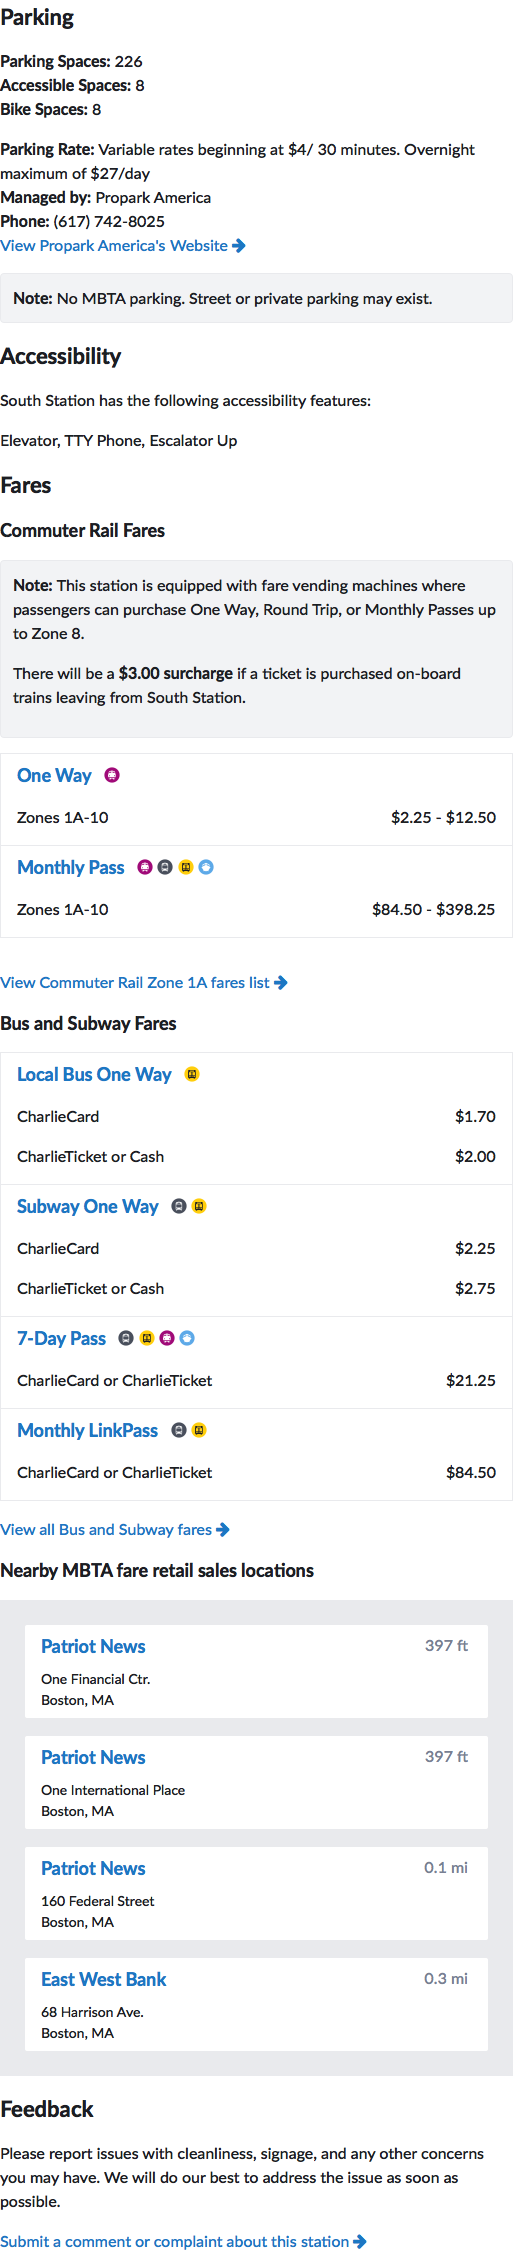 Parking
Parking Spaces: 226
Accessible Spaces: 8
Bike Spaces: 8
Parking Rate: Variable rates beginning at $4/ 30 minutes. Overnight
maximum of $27/day
Managed by: Propark America
Phone: (617) 742-8025
View Propark America's Website
Note: No MBTA parking. Street or private parking may exist.
Accessibility
South Station has the following accessibility features:
Elevator, TTY Phone, Escalator Up
Fares
Commuter Rail Fares
Note: This station is equipped with fare vending machines where
passengers can purchase One Way, Round Trip, or Monthly Passes up
to Zone 8.
There will be a $3.00 surcharge if a ticket is purchased on-board
trains leaving from South Station.
One Way
Zones 1A-10 $2.25 - $12.50
Monthly Pass
Zones 1A-10 $84.50 - $398.25
View Commuter Rail Zone 1A fares list
Bus and Subway Fares
Local Bus One Way
CharlieCard $1.70
CharlieTicket or Cash $2.00
Subway One Way
CharlieCard $2.25
CharlieTicket or Cash $2.75
7-Day Pass
CharlieCard or CharlieTicket $21.25
Monthly LinkPass
CharlieCard or CharlieTicket $84.50
View all Bus and Subway fares
Nearby MBTA fare retail sales locations
Patriot News 397 ft
One Financial Ctr.
Boston, MA
Patriot News 397 ft
One International Place
Boston, MA
Patriot News 0.1 mi
160 Federal Street
Boston, MA
East West Bank 0.3 mi
68 Harrison Ave.
Boston, MA
Feedback
Please report issues with cleanliness, signage, and any other concerns
you may have. We will do our best to address the issue as soon as
possible.
Submit a comment or complaint about this station